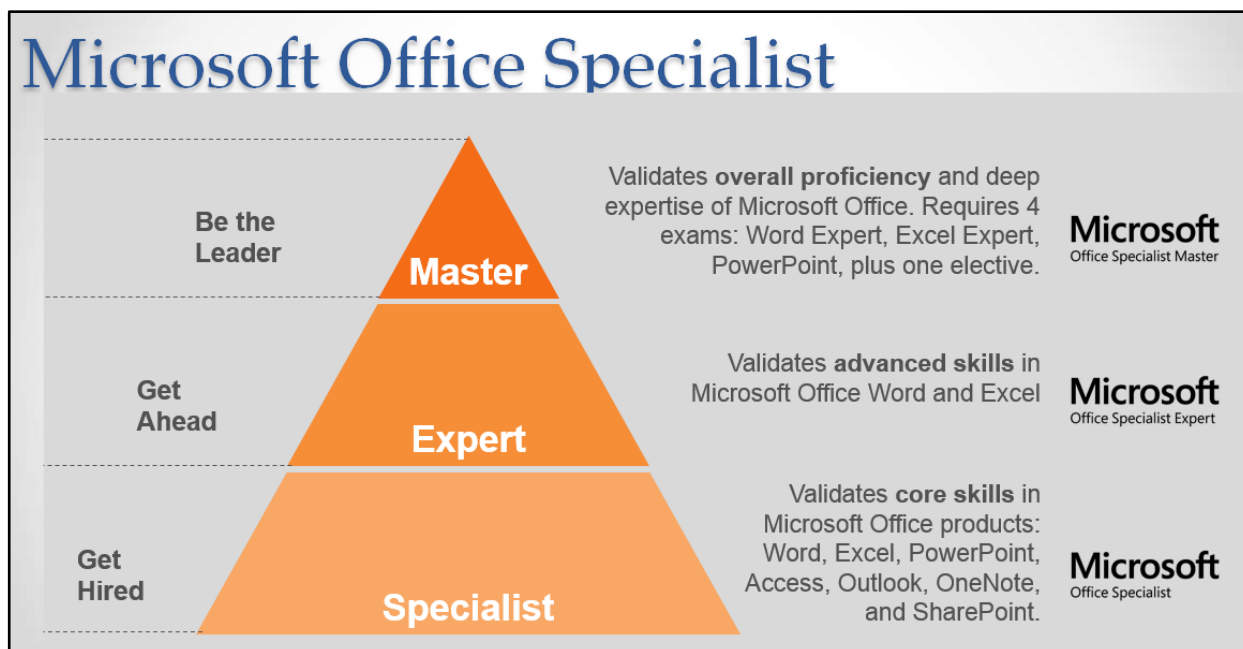 Microsoft Office Specialist
Be the
Leader
Master
Validates overall proficiency and deep
expertise of Microsoft Office. Requires 4
exams: Word Expert, Excel Expert,
PowerPoint, plus one elective.
Microsoft
Office Specialist Master
Get
Ahead
Expert
Validates advanced skills in
Microsoft Office Word and Excel
Microsoft
Office Specialist Expert
Get
Hired
Specialist
Validates core skills in
Microsoft Office products:
Word, Excel, PowerPoint,
Access, Outlook, OneNote,
and SharePoint.
Microsoft
Office Specialist